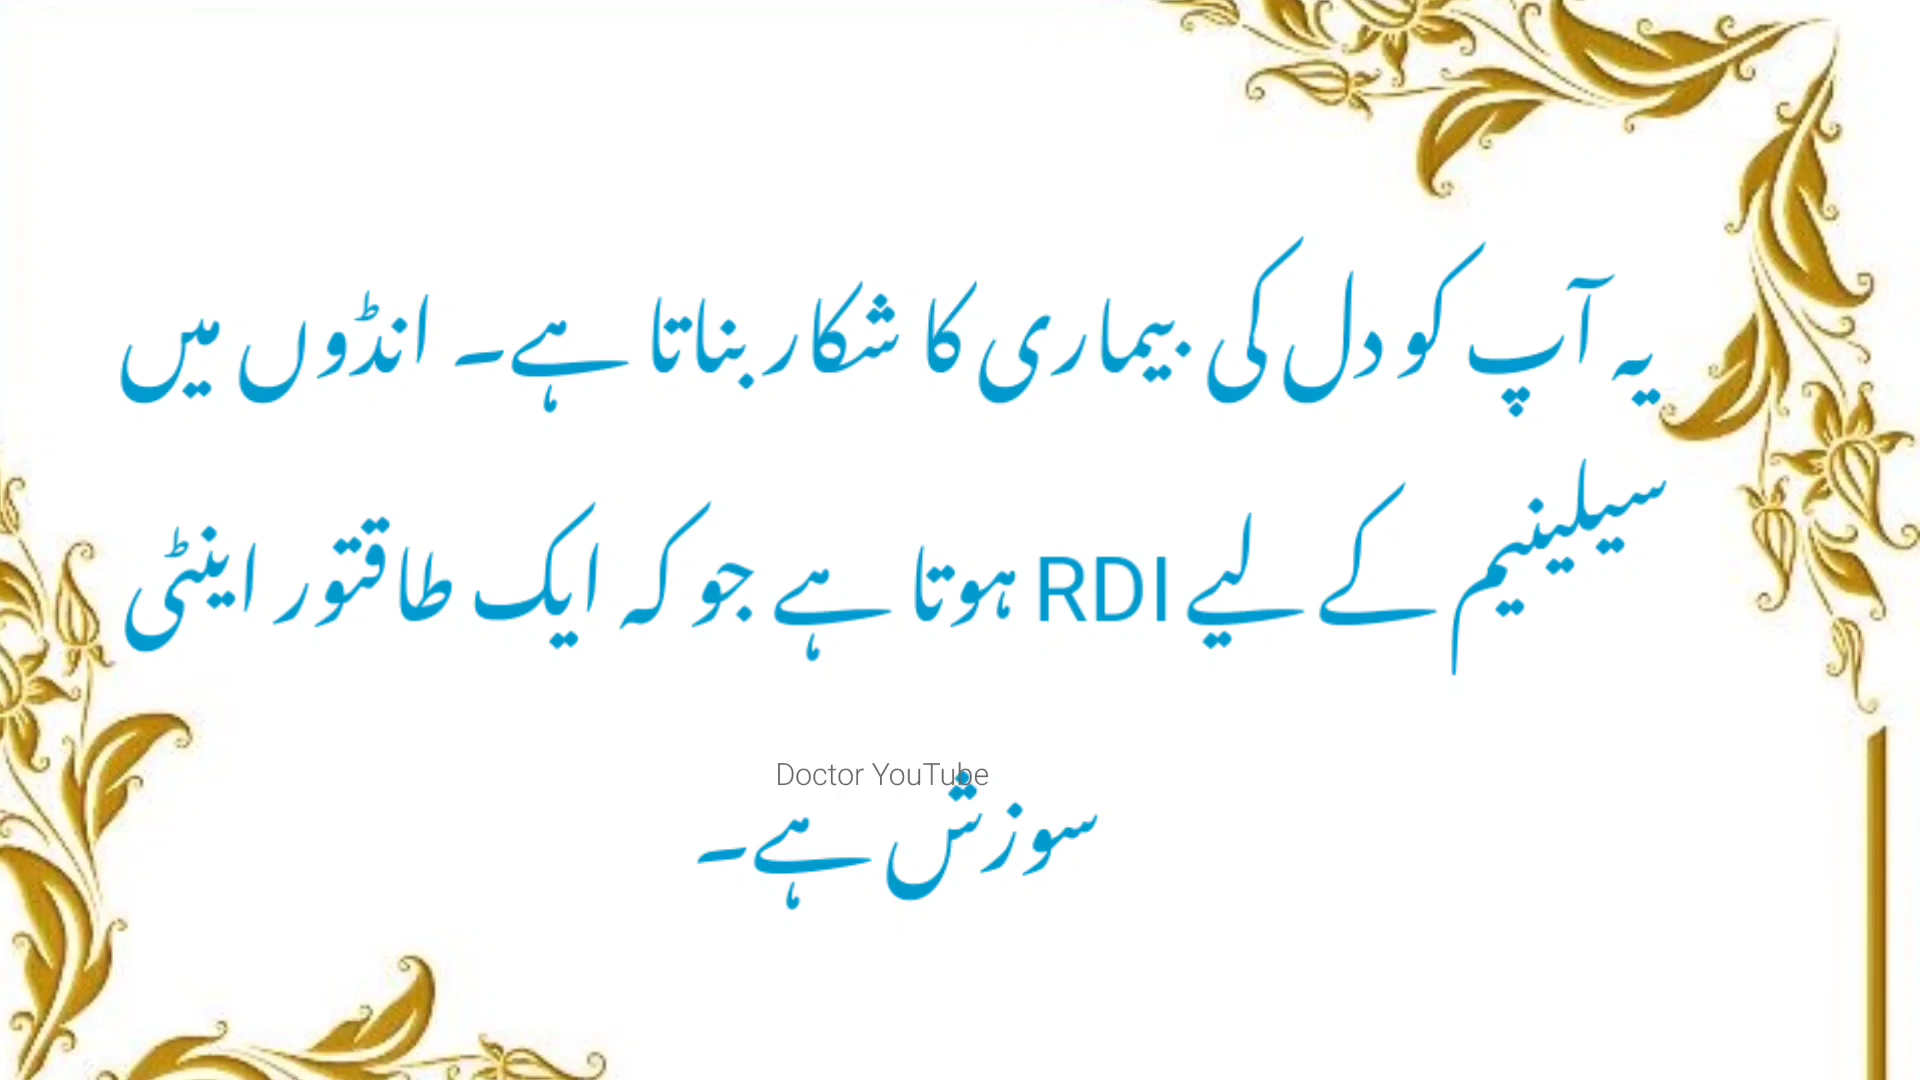 یہ آپ کو دل کی بیماری کا شکار بناتا ہے۔ انڈوں میں
سیلینیم کے لیے RDI ہوتا ہے جو کہ ایک طاقتور اینٹی
Doctor YouTube
سوزش ہے۔